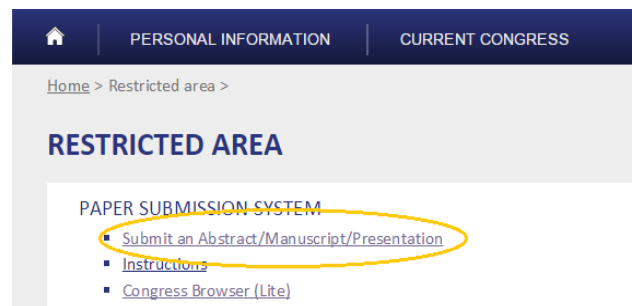 PERSONAL INFORMATION CURRENT CONGRESS
Home > Restricted area >
RESTRICTED AREA
PAPER SUBMISSION SYSTEM
Submit an Abstract/Manuscript/Presentation
Instructions
Congress Browser (Lite)